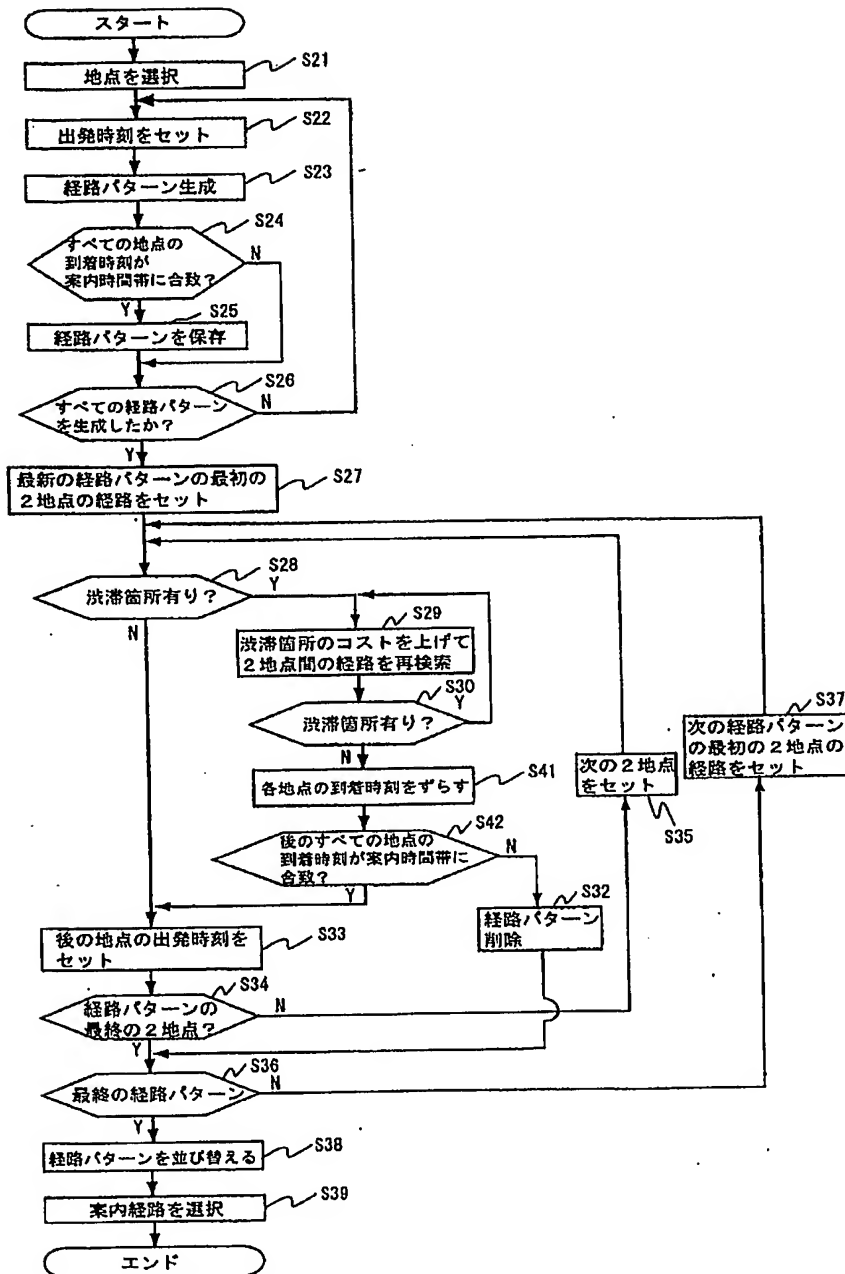 スタート
S21
地点を選択
S22
出発時刻をセット
S23
経路パターン生成
S24
すべての地点の
到着時刻が
案内時間帯に合致?
N
Y
S25
経路パターンを保存
S26
すべての経路パターン
を生成したか?
N
Y
S27
最新の経路パターンの最初の
2地点の経路をセット
S28
渋滞箇所有り?
Y
N
S29
渋滞箇所のコストを上げて
2地点間の経路を再検索
S30
渋滞箇所有り?
Y
N
S41
各地点の到着時刻をずらす
S42
後のすべての地点の
到着時刻が案内時間帯に
合致?
N
Y
S32
経路パターン
削除
次の2地点
をセット
S35
S37
次の経路パターン
の最初の2地点の
経路をセット
S33
後の地点の出発時刻を
セット
S34
経路パターンの
最終の2地点?
N
Y
S36
最終の経路パターン
N
Y
S38
経路パターンを並び替える
S39
案内経路を選択
エンド